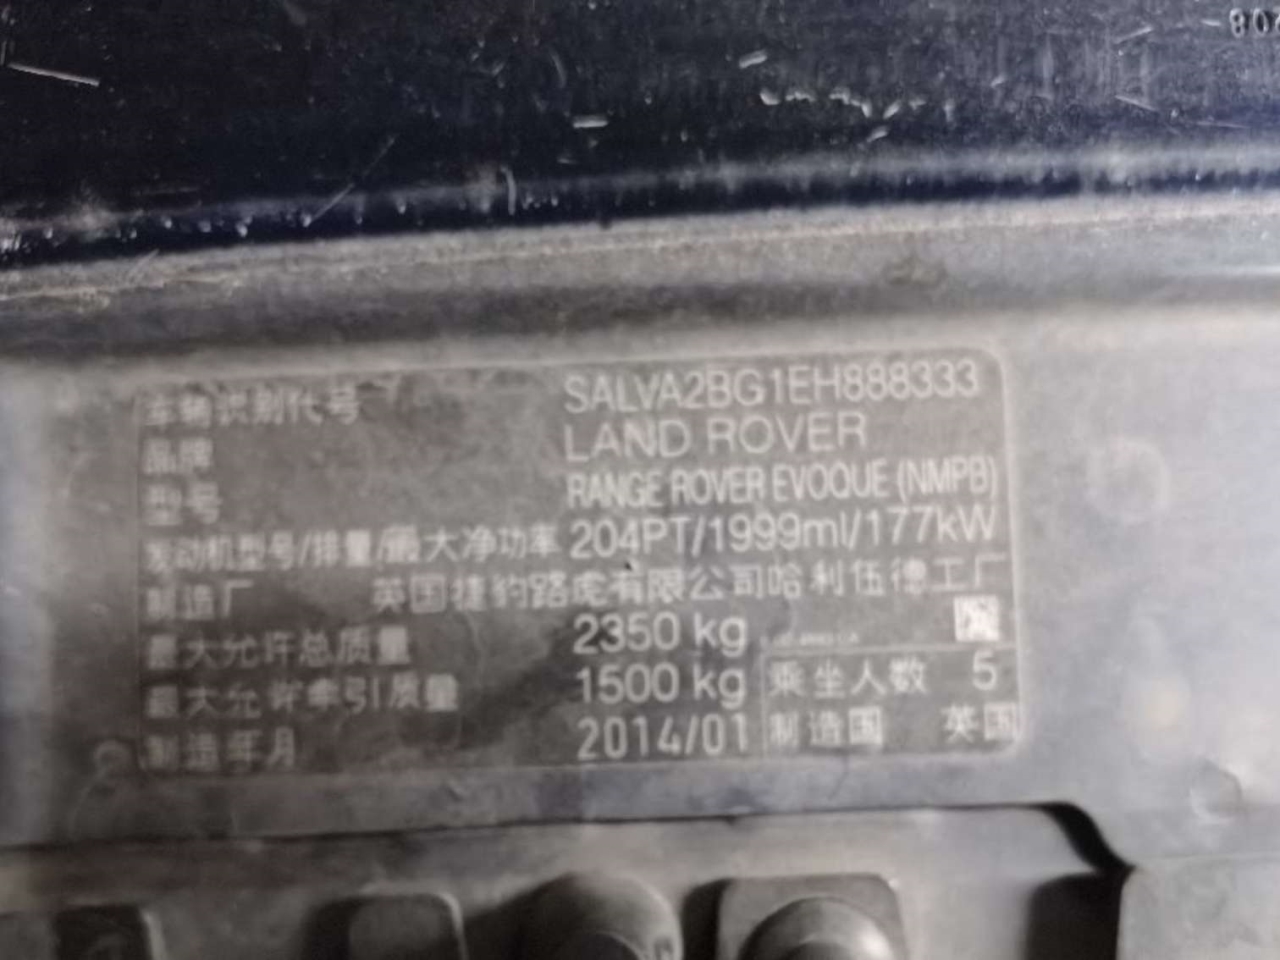 808
车辆识别代号 SALVA2BG1EH888333
品牌 LAND ROVER
型号 RANGE ROVER EVOQUE (NMPB)
发动机型号/排量/最大净功率 204PT/1999ml/177kW
制造厂 英国捷豹路虎有限公司哈利伍德工厂
最大允许总质量 2350 kg
最大允许牵引质量 1500 kg 乘坐人数 5
制造年月 2014/01 制造国 英国